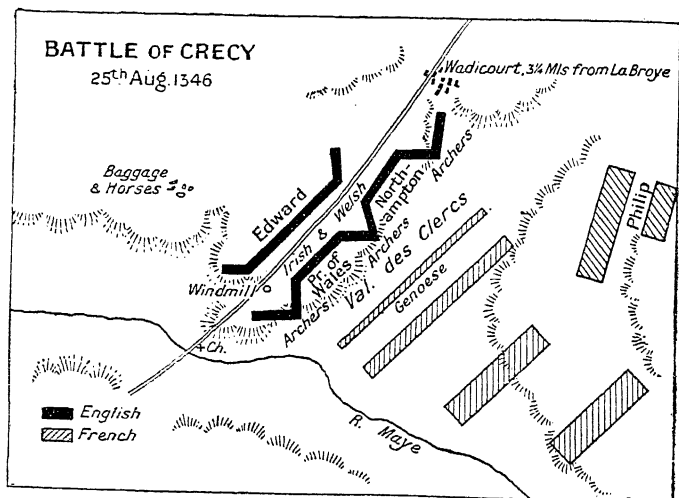 BATTLE OF CRECY
25th Aug. 1346
Wadicourt, 3¼ Mls from La Broye
Baggage
& Horses
Edward
Irish & Welsh
North-
ampton
Archers
Pr. of
Wales
Archers
Archers
Val. des Clercs
Genoese
Philip
Windmill
Ch.
R. Maye
English
French